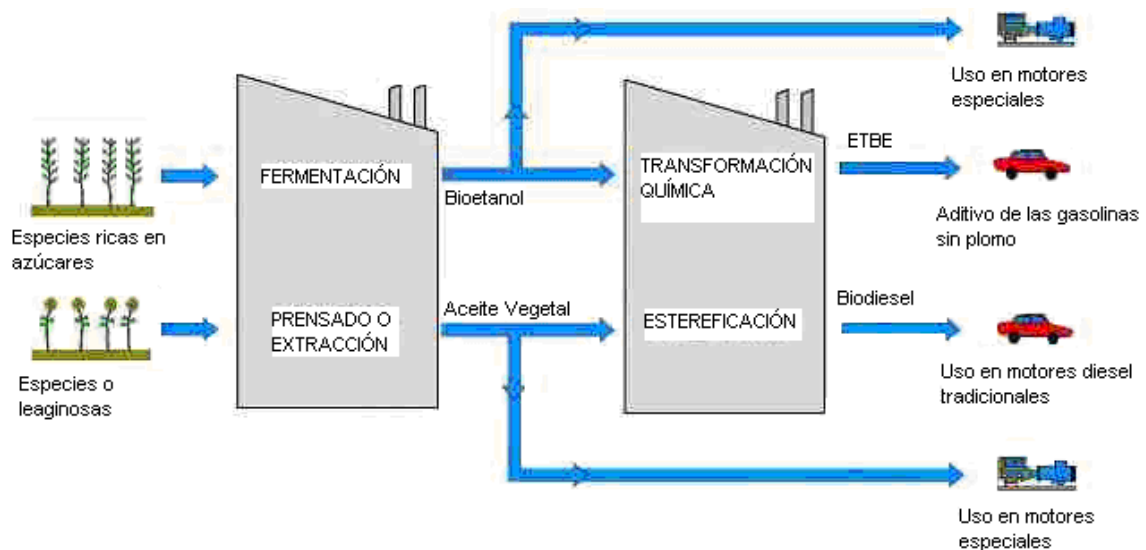 Uso en motores
especiales
ETBE
FERMENTACIÓN
TRANSFORMACIÓN
QUÍMICA
Bioetanol
Especies ricas en
azúcares
Aditivo de las gasolinas
sin plomo
Biodiesel
Aceite Vegetal
PRENSADO O
EXTRACCIÓN
ESTEREFICACIÓN
Especies o
leaginosas
Uso en motores diesel
tradicionales
Uso en motores
especiales